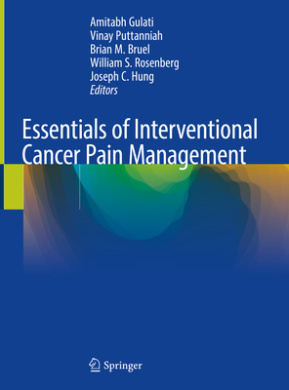 Amitabh Gulati
Vinay Puttanniah
Brian M. Bruel
William S. Rosenberg
Joseph C. Hung
Editors
Essentials of Interventional
Cancer Pain Management
Springer